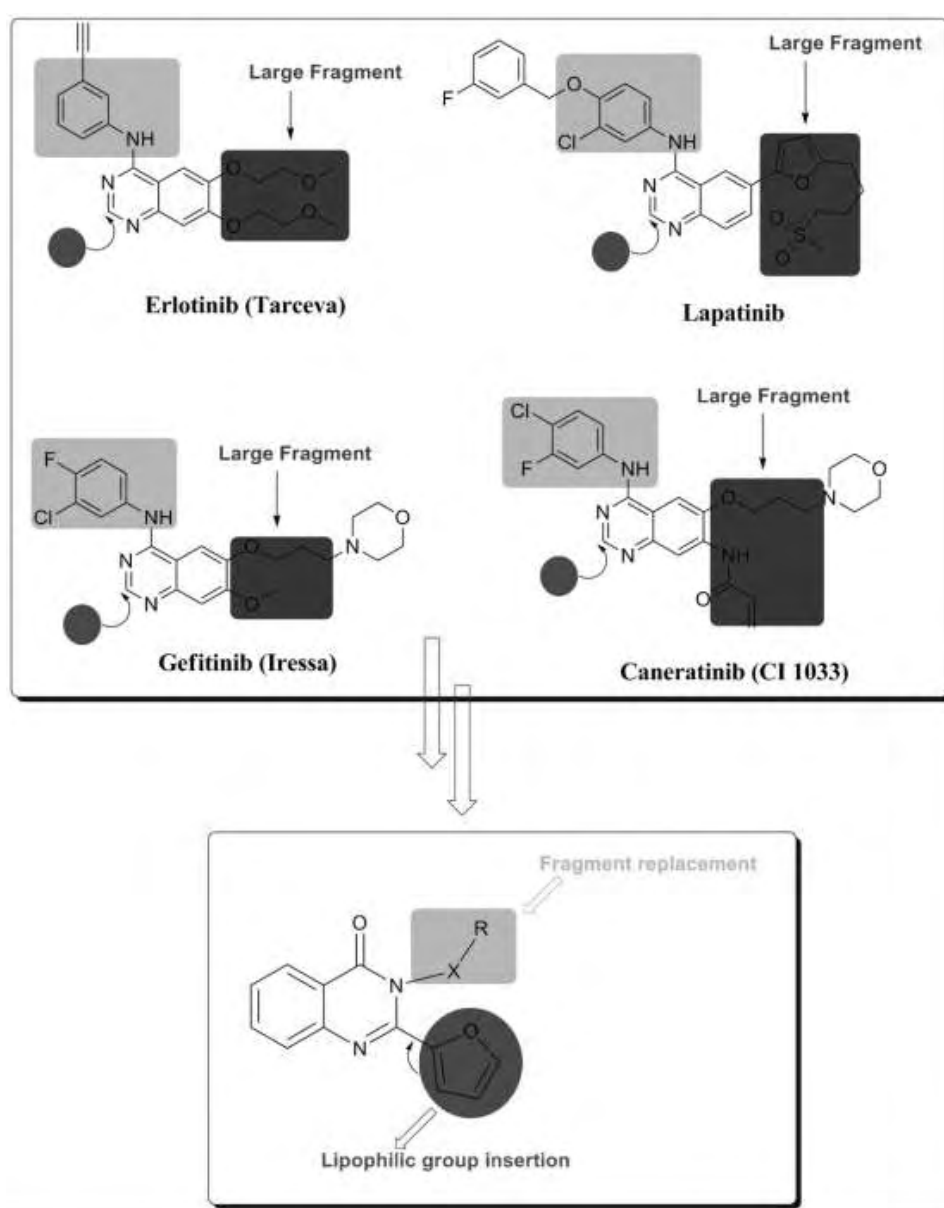 Large Fragment
Large Fragment
F
O
Cl
NH
NH
N
N
O
O
O
O
N
N
O
O
S
O
Erlotinib (Tarceva)
Lapatinib
Large Fragment
Large Fragment
F
Cl
NH
Cl
F
NH
N
N
O
O
N
O
N
N
O
NH
O
N
O
Gefitinib (Iressa)
Caneratinib (CI 1033)
Fragment replacement
O
R
X
N
N
O
Lipophilic group insertion